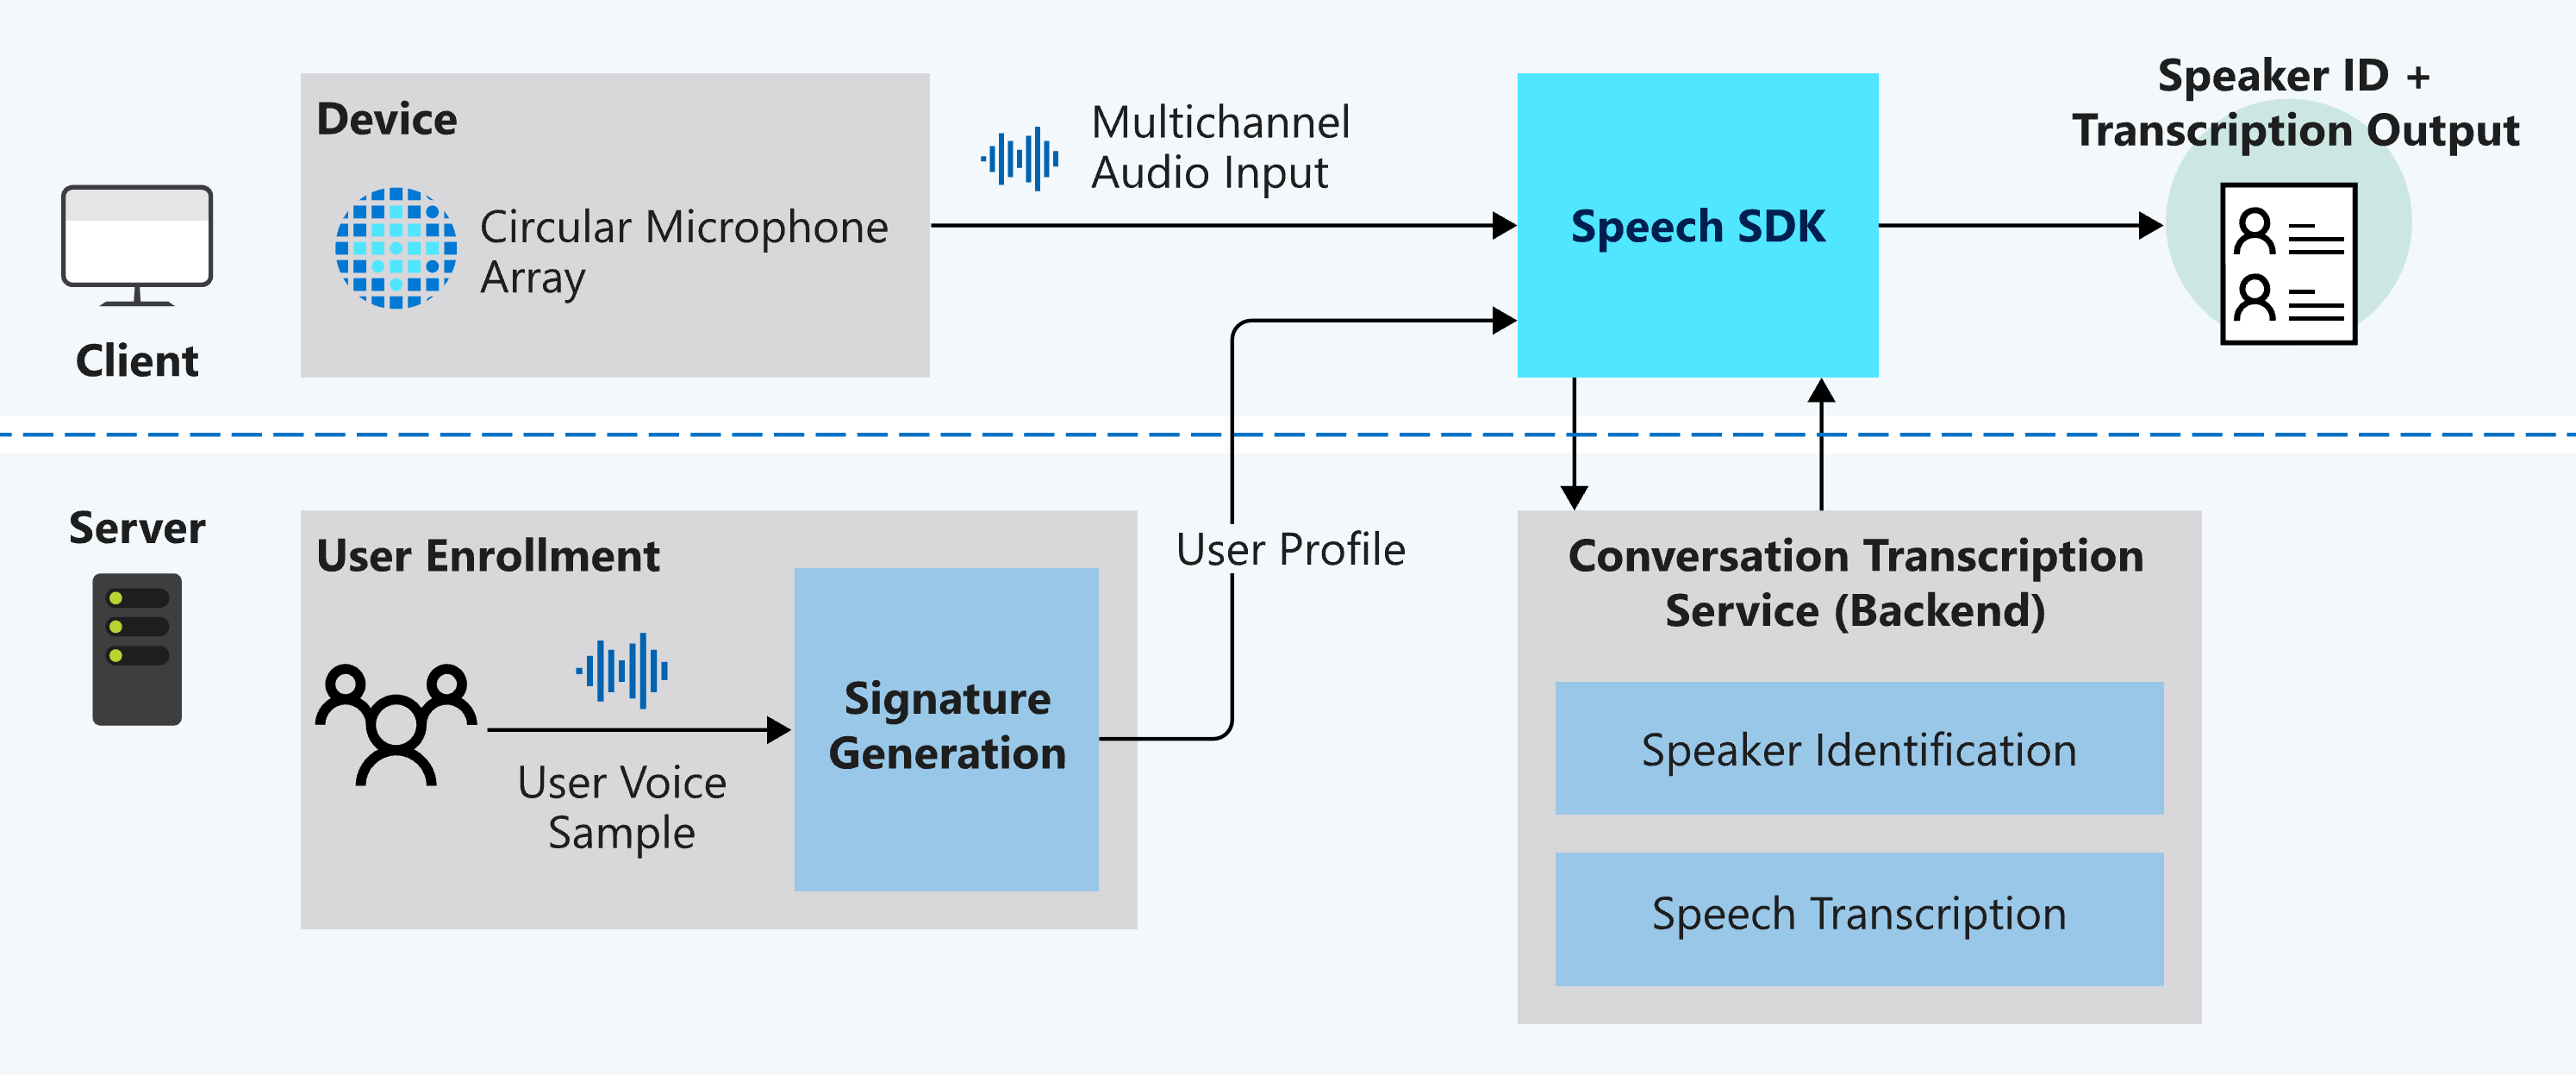 Device
Circular Microphone
Array
Client
Multichannel
Audio Input
Speech SDK
Speaker ID +
Transcription Output
Server
User Enrollment
User Voice
Sample
Signature
Generation
User Profile
Conversation Transcription
Service (Backend)
Speaker Identification
Speech Transcription